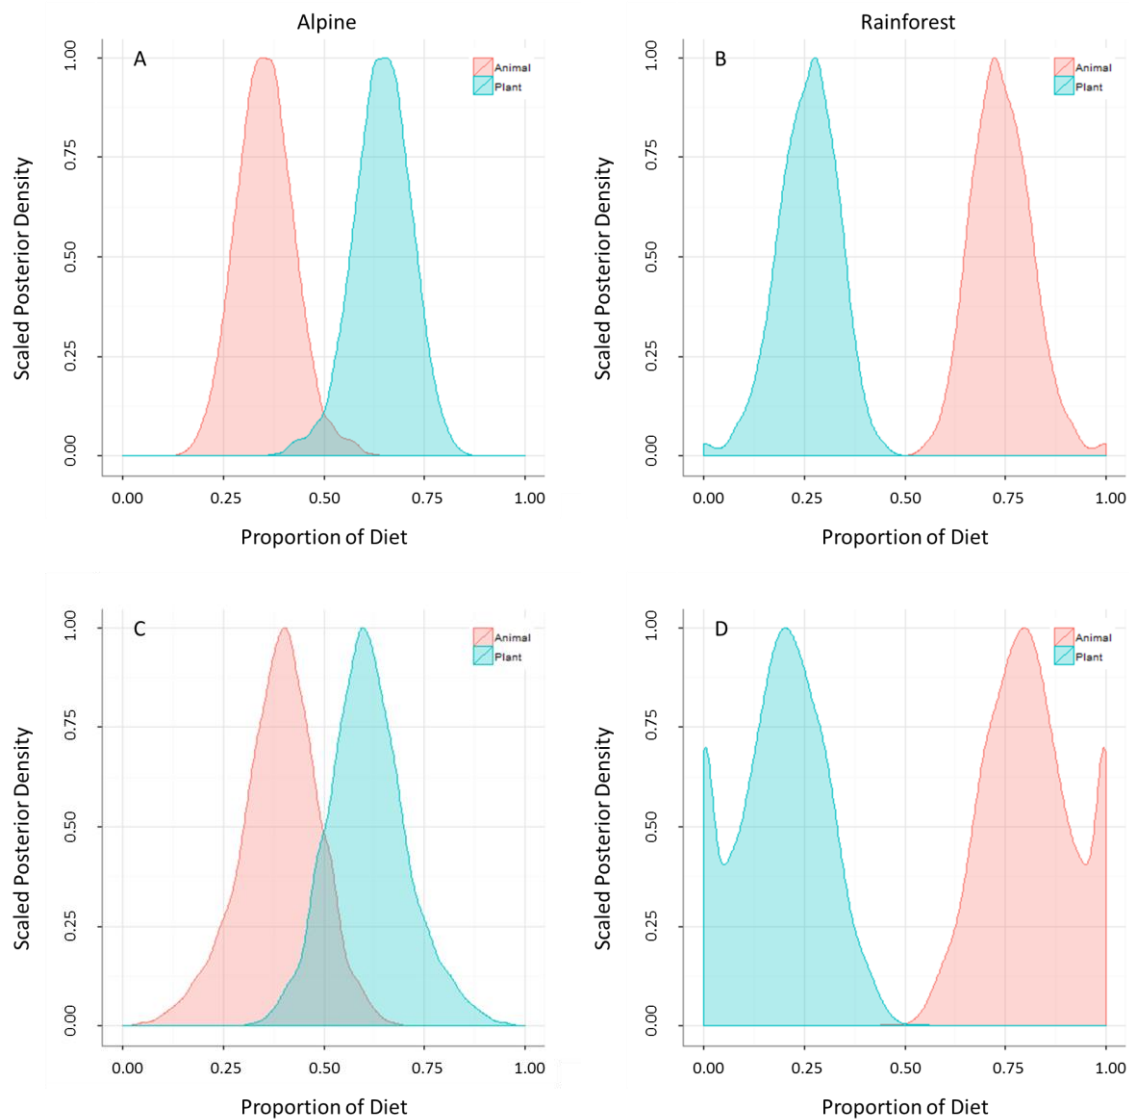 Alpine
Rainforest
A
Animal
Plant
Scaled Posterior Density
1.00
0.75
0.50
0.25
0.00
0.00 0.25 0.50 0.75 1.00
Proportion of Diet
B
Animal
Plant
Scaled Posterior Density
1.00
0.75
0.50
0.25
0.00
0.00 0.25 0.50 0.75 1.00
Proportion of Diet
C
Animal
Plant
Scaled Posterior Density
1.00
0.75
0.50
0.25
0.00
0.00 0.25 0.50 0.75 1.00
Proportion of Diet
D
Animal
Plant
Scaled Posterior Density
1.00
0.75
0.50
0.25
0.00
0.00 0.25 0.50 0.75 1.00
Proportion of Diet